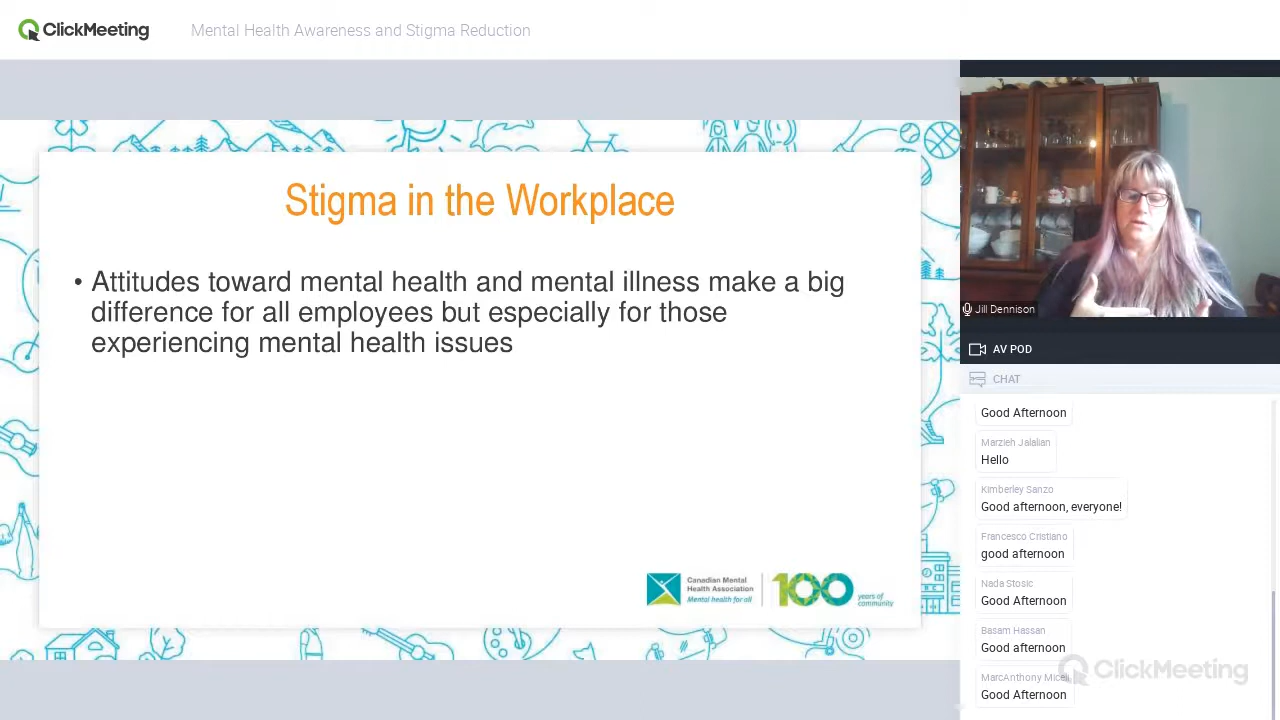 ClickMeeting
Mental Health Awareness and Stigma Reduction
Stigma in the Workplace
• Attitudes toward mental health and mental illness make a big
difference for all employees but especially for those
experiencing mental health issues
Canadian Mental
Health Association
Mental health for all
100
years of
community
Jill Dennison
AV POD
CHAT
Good Afternoon
Marzieh Jalalian
Hello
Kimberley Sanzo
Good afternoon, everyone!
Francesco Cristiano
good afternoon
Nada Stosic
Good Afternoon
Basam Hassan
Good afternoon
MarcAnthony Miceli
Good Afternoon
ClickMeeting